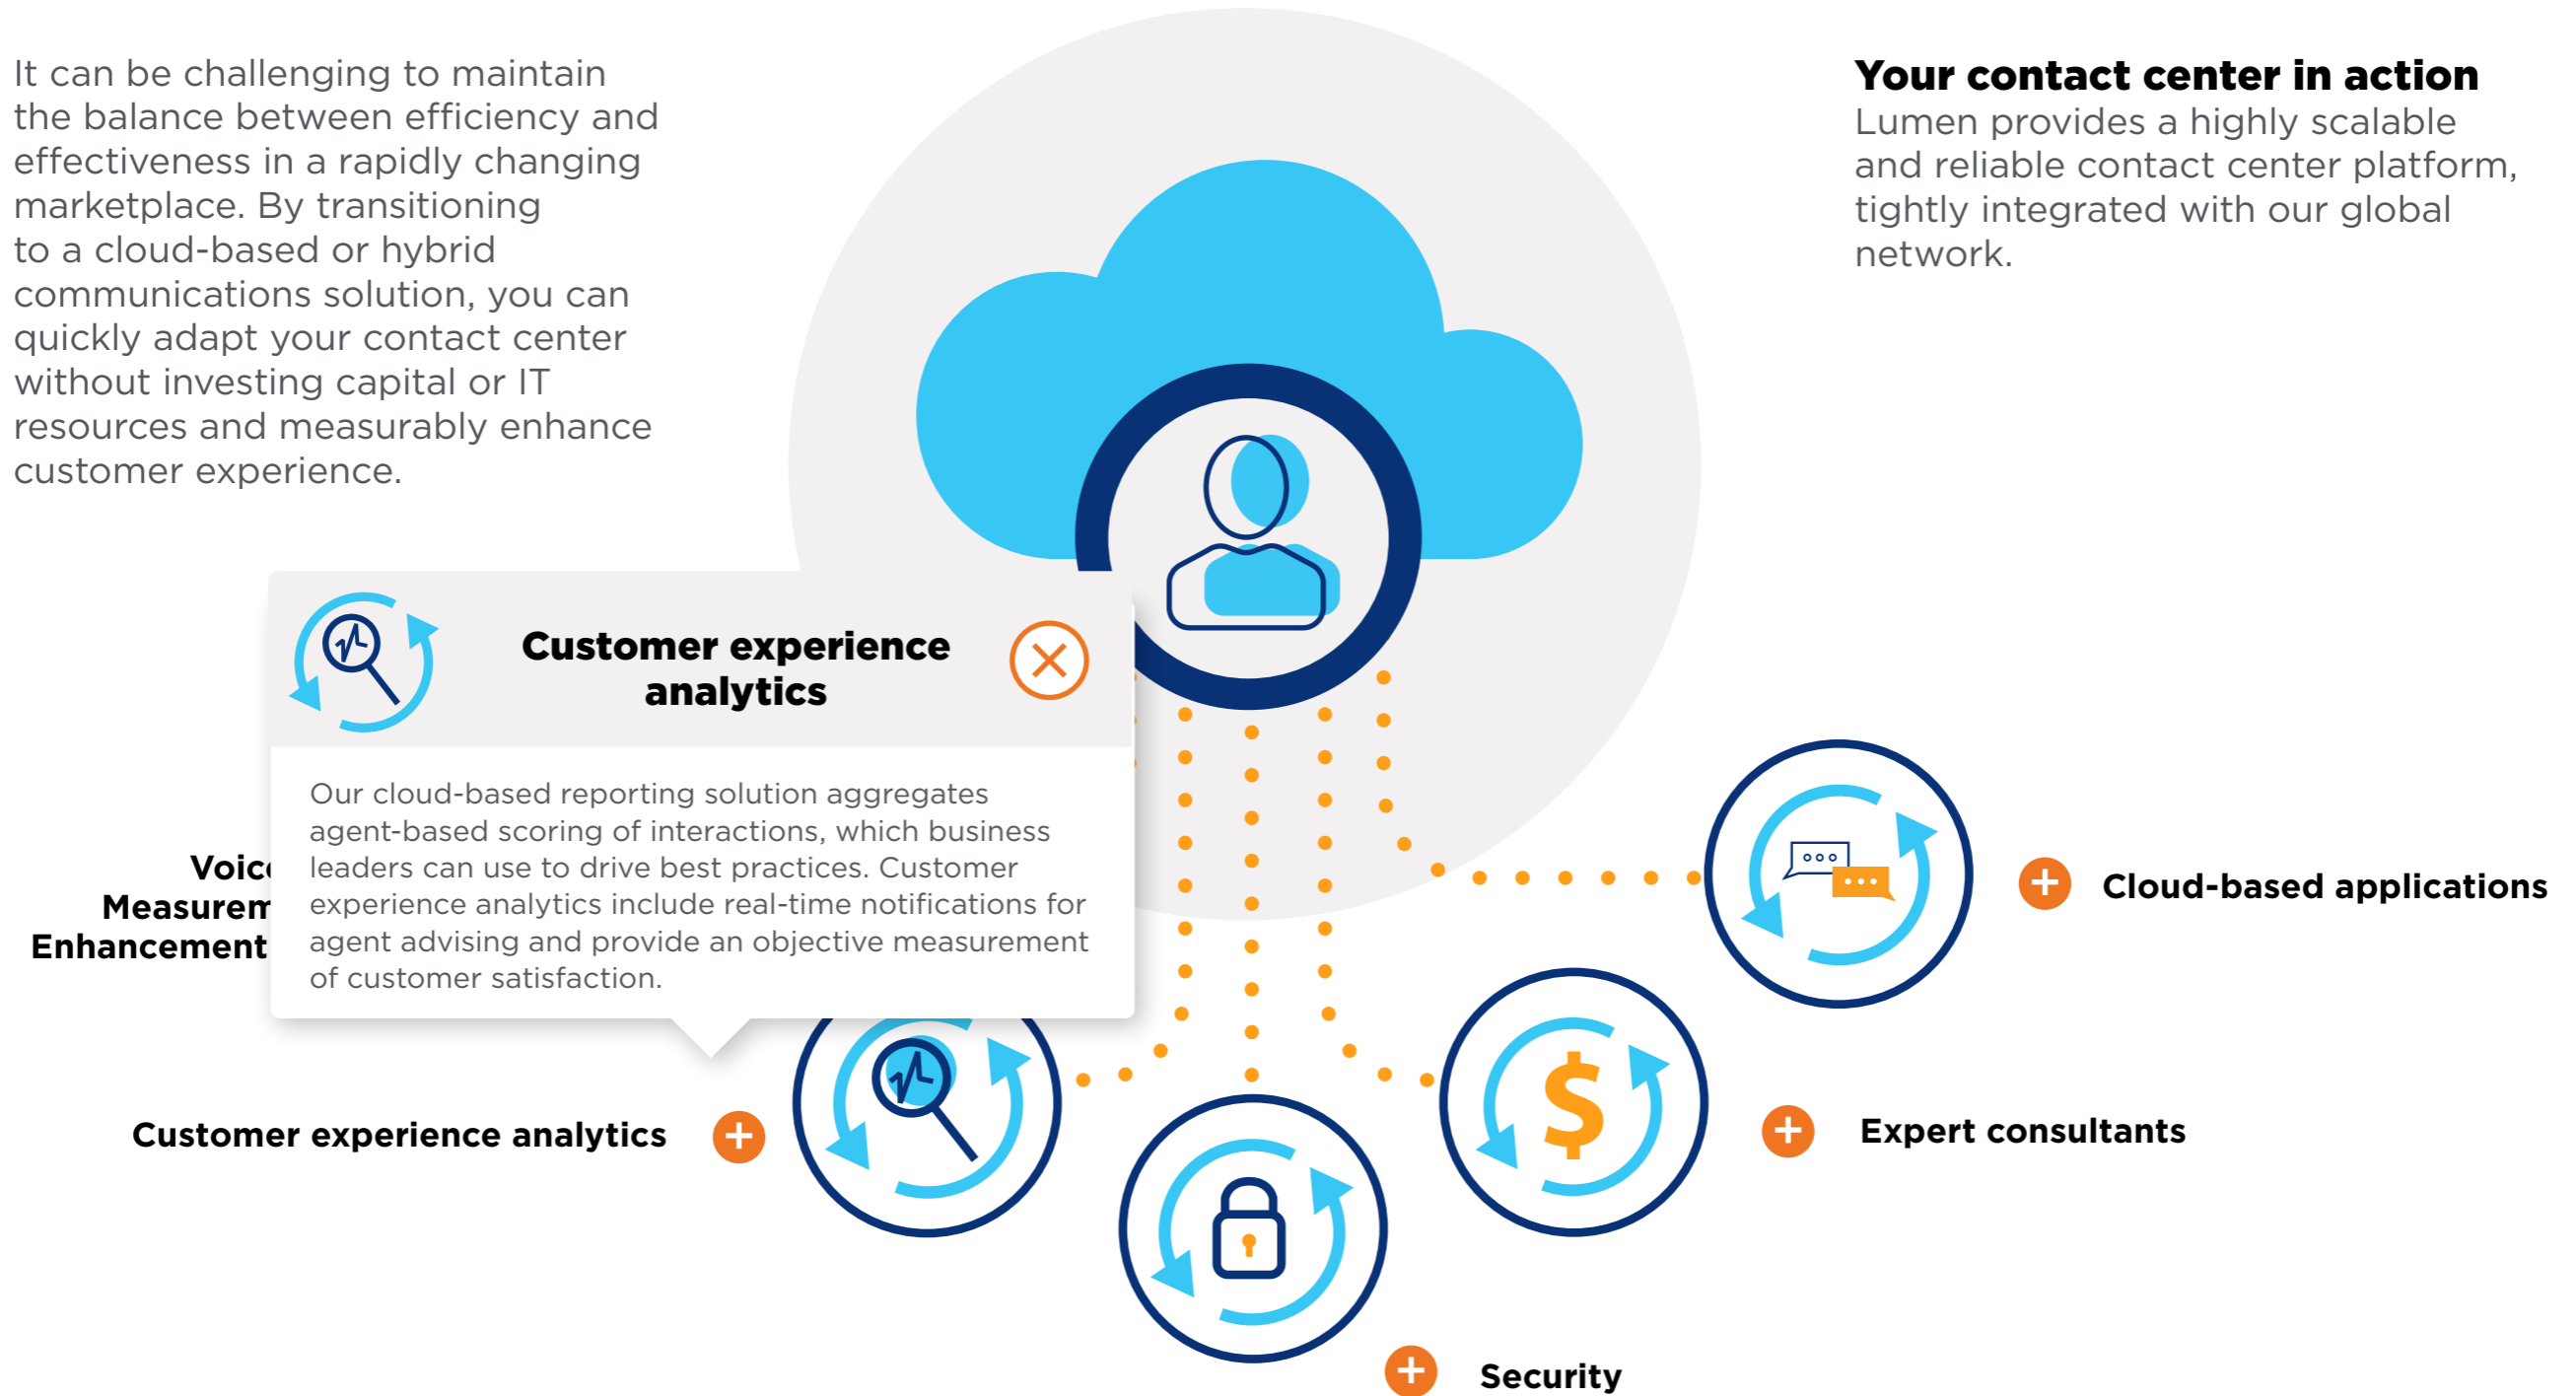 It can be challenging to maintain
the balance between efficiency and
effectiveness in a rapidly changing
marketplace. By transitioning
to a cloud-based or hybrid
communications solution, you can
quickly adapt your contact center
without investing capital or IT
resources and measurably enhance
customer experience.
Your contact center in action
Lumen provides a highly scalable
and reliable contact center platform,
tightly integrated with our global
network.
Customer experience
analytics
Our cloud-based reporting solution aggregates
agent-based scoring of interactions, which business
leaders can use to drive best practices. Customer
experience analytics include real-time notifications for
agent advising and provide an objective measurement
of customer satisfaction.
Enhancement
Cloud-based applications
Customer experience analytics
Expert consultants
Security